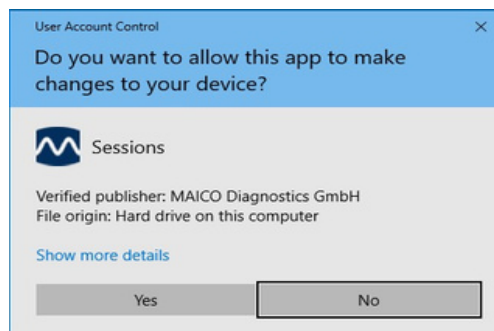 User Account Control
Do you want to allow this app to make
changes to your device?
Sessions
Verified publisher: MAICO Diagnostics GmbH
File origin: Hard drive on this computer
Show more details
Yes
No